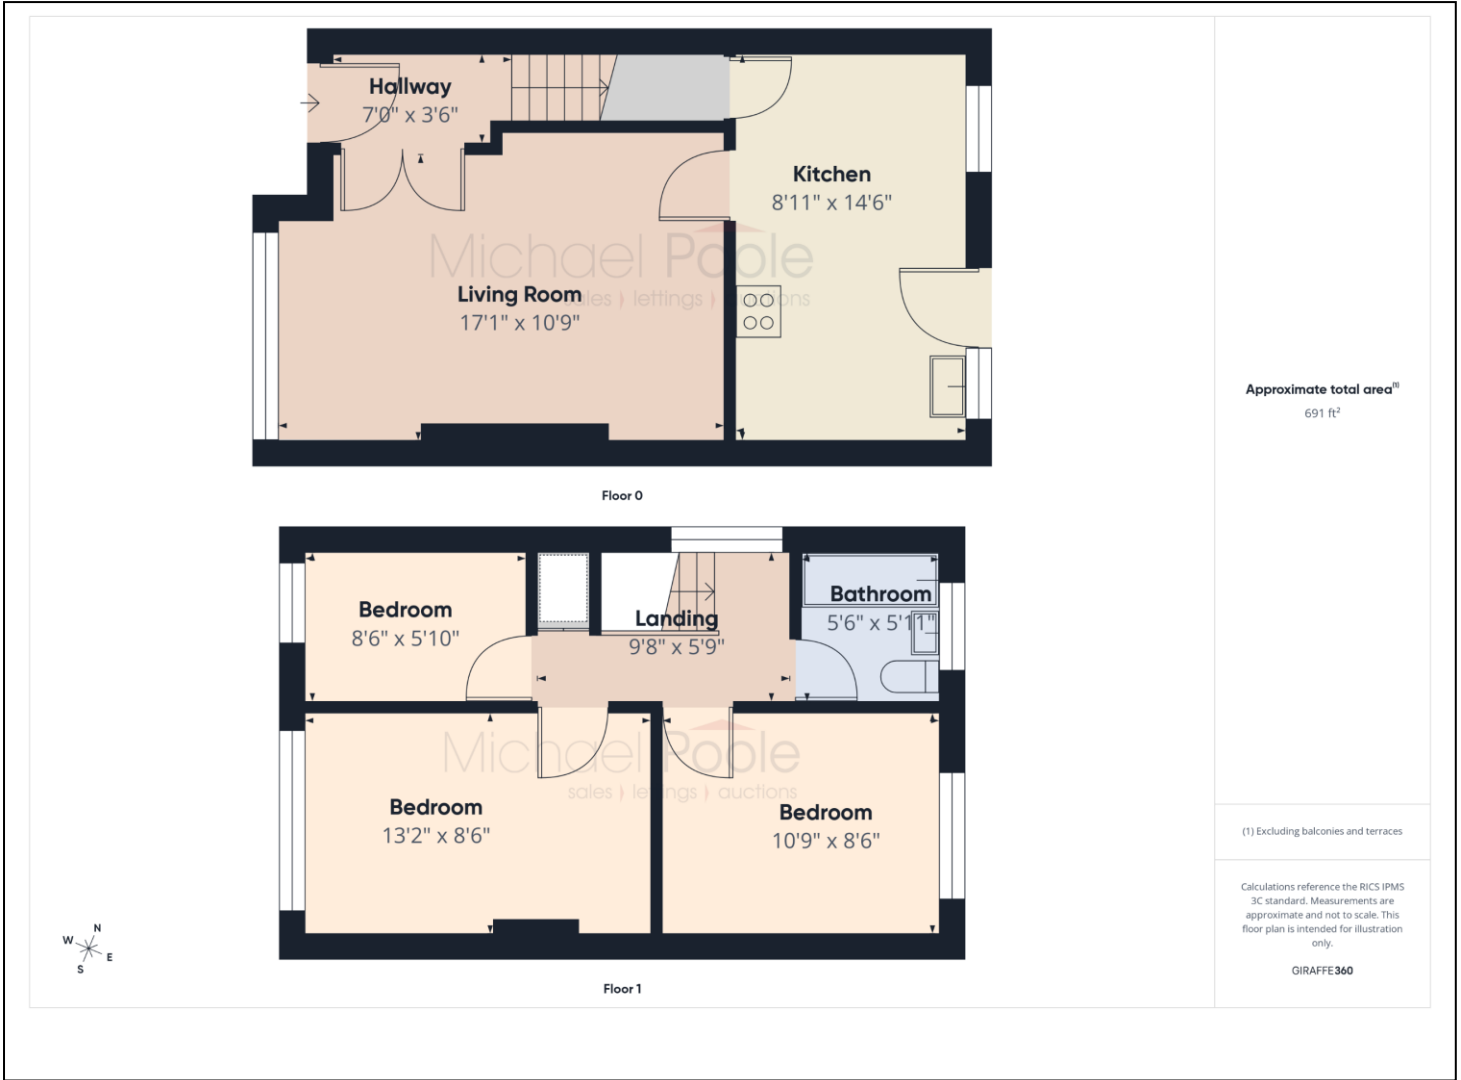 Hallway
7'0" x 3'6"
Kitchen
8'11" x 14'6"
Michael Poole
sales | lettings | auctions
Living Room
17'1" x 10'9"
Floor 0
Bedroom
8'6" x 5'10"
Landing
9'8" x 5'9"
Bathroom
5'6" x 5'11"
Michael Poole
sales | lettings | auctions
Bedroom
13'2" x 8'6"
Bedroom
10'9" x 8'6"
N
W
E
S
Floor 1
Approximate total area(1)
691 ft²
(1) Excluding balconies and terraces
Calculations reference the RICS IPMS
3C standard. Measurements are
approximate and not to scale. This
floor plan is intended for illustration
only.
GIRAFFE360